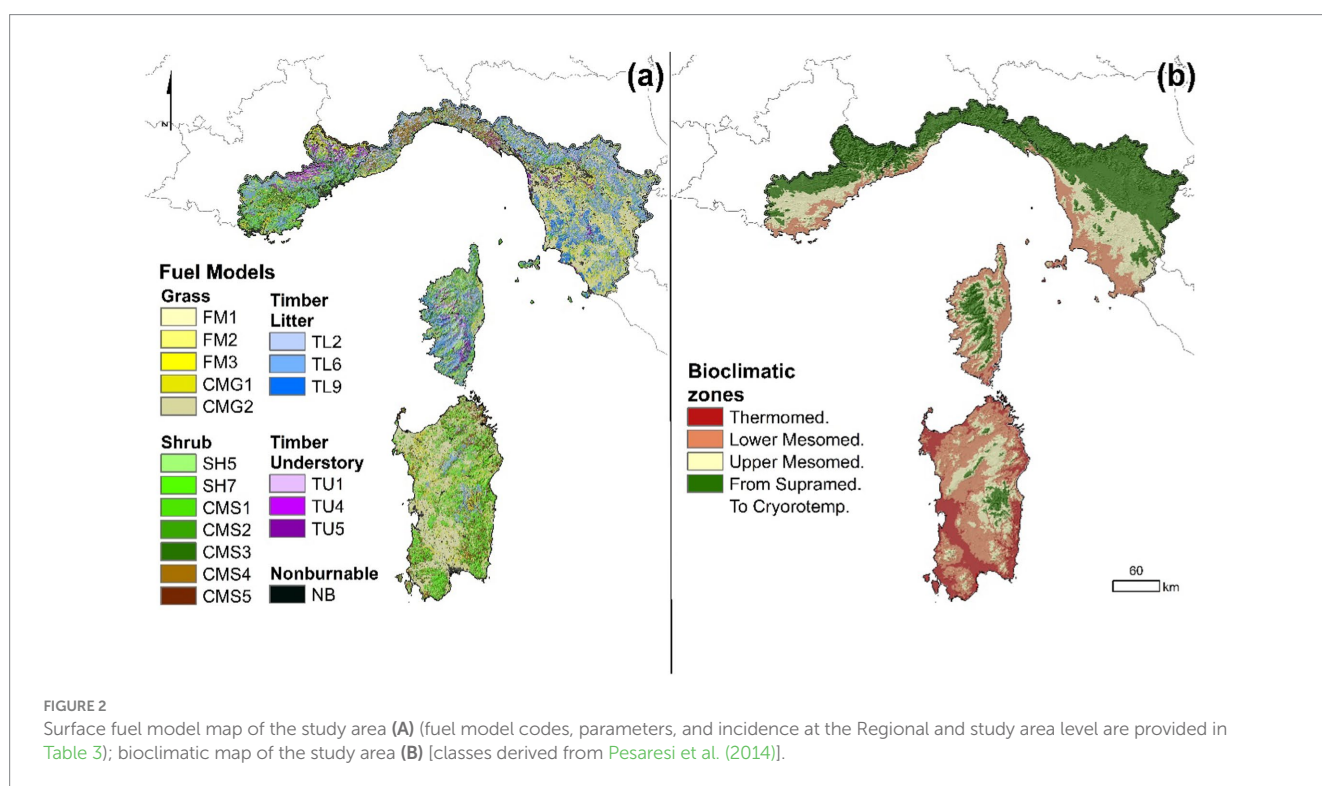 (a)
(b)
N
Fuel Models
Grass
FM1
FM2
FM3
CMG1
CMG2
Timber
Litter
TL2
TL6
TL9
Shrub
SH5
SH7
CMS1
CMS2
CMS3
CMS4
CMS5
Timber
Understory
TU1
TU4
TU5
Nonburnable
NB
Bioclimatic
zones
Thermomed.
Lower Mesomed.
Upper Mesomed.
From Supramed.
To Cryorotemp.
60
km
FIGURE 2
Surface fuel model map of the study area (A) (fuel model codes, parameters, and incidence at the Regional and study area level are provided in
Table 3); bioclimatic map of the study area (B) [classes derived from Pesaresi et al. (2014)].